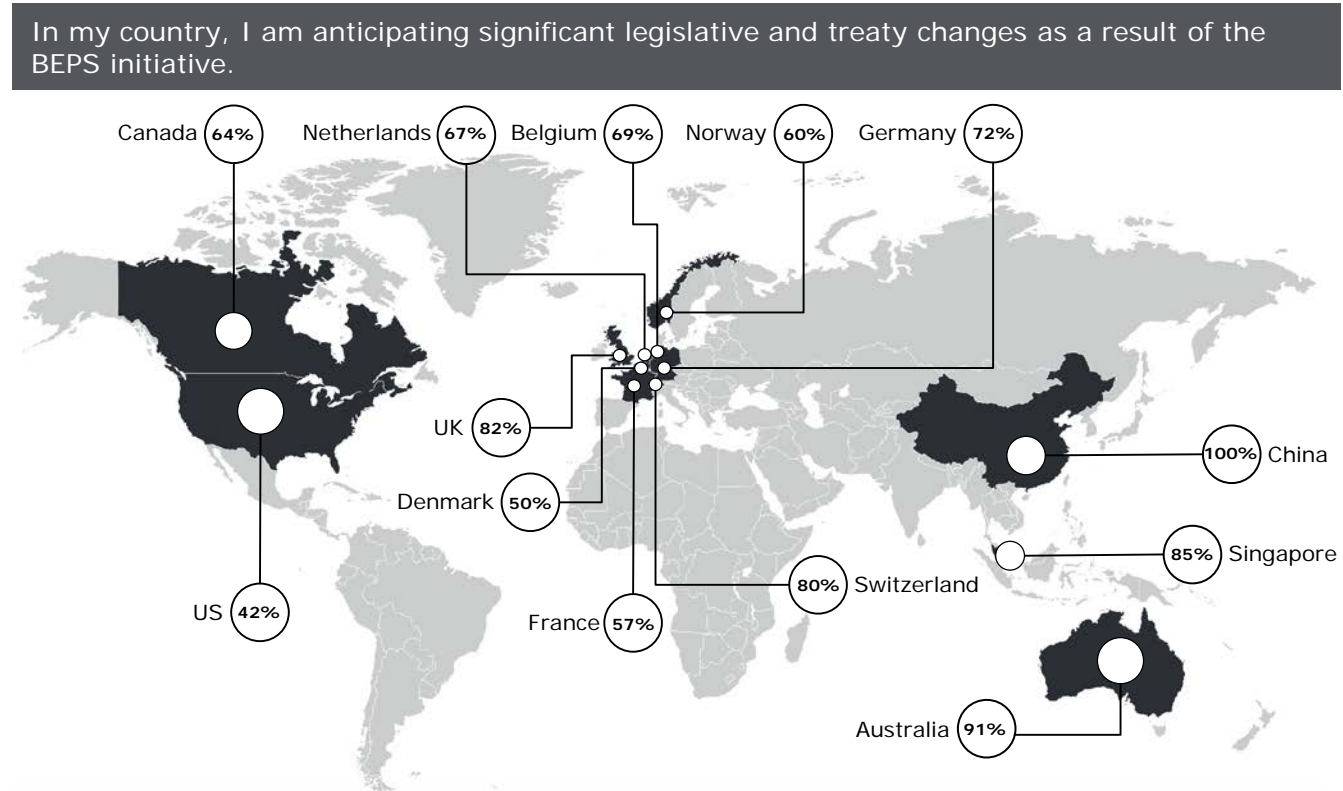 In my country, I am anticipating significant legislative and treaty changes as a result of the
BEPS initiative.
Canada 64%
Netherlands 67%
Belgium 69%
Norway 60%
Germany 72%
UK 82%
100% China
Denmark 50%
85% Singapore
80% Switzerland
US 42%
France 57%
Australia 91%